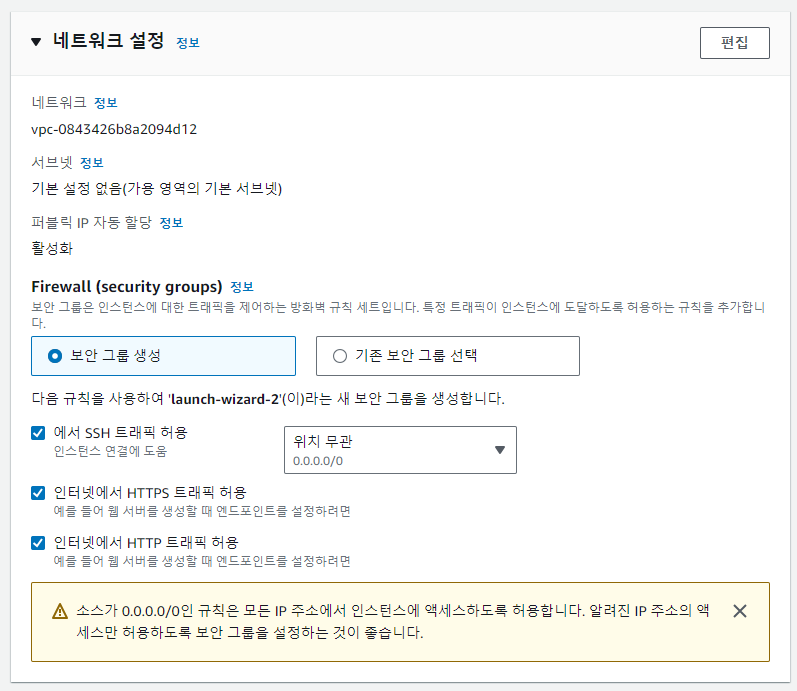 네트워크 설정 정보 편집
네트워크 정보
vpc-0843426b8a2094d12
서브넷 정보
기본 설정 없음(가용 영역의 기본 서브넷)
퍼블릭 IP 자동 할당 정보
활성화
Firewall (security groups) 정보
보안 그룹은 인스턴스에 대한 트래픽을 제어하는 방화벽 규칙 세트입니다. 특정 트래픽이 인스턴스에 도달하도록 허용하는 규칙을 추가합니
다.
보안 그룹 생성 기존 보안 그룹 선택
다음 규칙을 사용하여 'launch-wizard-2'(이)라는 새 보안 그룹을 생성합니다.
에서 SSH 트래픽 허용
인스턴스 연결에 도움
위치 무관
0.0.0.0/0
인터넷에서 HTTPS 트래픽 허용
예를 들어 웹 서버를 생성할 때 엔드포인트를 설정하려면
인터넷에서 HTTP 트래픽 허용
예를 들어 웹 서버를 생성할 때 엔드포인트를 설정하려면
소스가 0.0.0.0/0인 규칙은 모든 IP 주소에서 인스턴스에 액세스하도록 허용합니다. 알려진 IP 주소의 액
세스만 허용하도록 보안 그룹을 설정하는 것이 좋습니다.